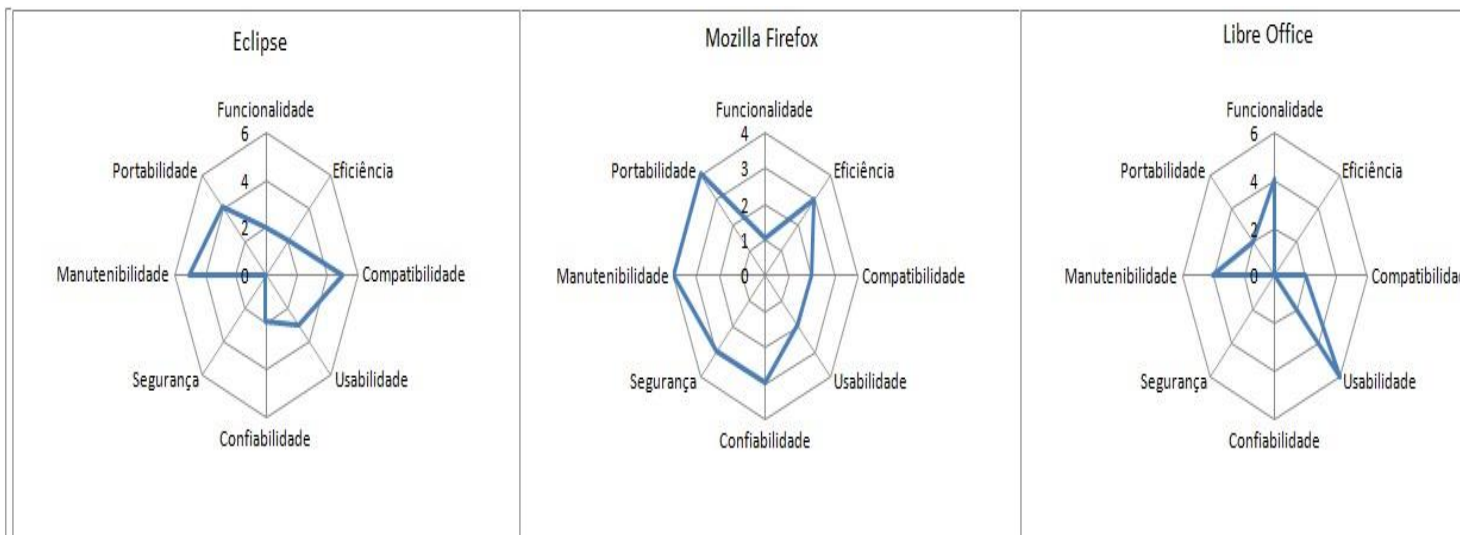 Eclipse
Funcionalidade
6
Portabilidade
Eficiência
4
2
Manutenibilidade
0
Compatibilidade
Segurança
Usabilidade
Confiabilidade
Mozilla Firefox
Funcionalidade
4
Portabilidade
3
Eficiência
2
1
Manutenibilidade
0
Compatibilidade
Segurança
Usabilidade
Confiabilidade
Libre Office
Funcionalidade
6
Portabilidade
Eficiência
4
2
Manutenibilidade
0
Compatibilidad
Segurança
Usabilidade
Confiabilidade